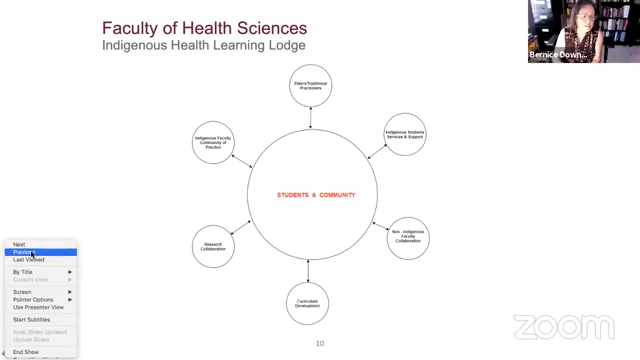 Faculty of Health Sciences
Indigenous Health Learning Lodge
Bernice Down...
Elders/Traditional
Practitioners
Indigenous Faculty
Community of
Practice
Indigenous Students
Services & Support
STUDENTS & COMMUNITY
Research
Collaboration
Non - Indigenous
Faculty
Collaboration
Curriculum
Development
Next
Previous
Last Viewed
By Title
Custom Show
Screen
Pointer Options
Use Presenter View
Start Subtitles
Keep Slides Updated
Update Slides
End Show
10
zoom